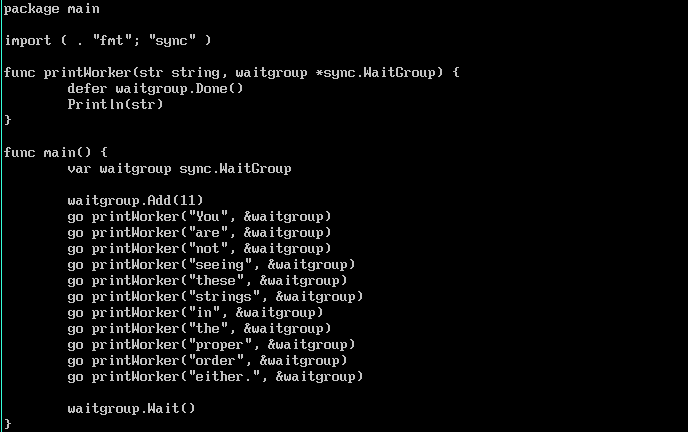 package main

import ( . "fmt"; "sync" )

func printWorker(str string, waitgroup *sync.WaitGroup) {
        defer waitgroup.Done()
        Println(str)
}

func main() {
        var waitgroup sync.WaitGroup

        waitgroup.Add(11)
        go printWorker("You", &waitgroup)
        go printWorker("are", &waitgroup)
        go printWorker("not", &waitgroup)
        go printWorker("seeing", &waitgroup)
        go printWorker("these", &waitgroup)
        go printWorker("strings", &waitgroup)
        go printWorker("in", &waitgroup)
        go printWorker("the", &waitgroup)
        go printWorker("proper", &waitgroup)
        go printWorker("order", &waitgroup)
        go printWorker("either.", &waitgroup)

        waitgroup.Wait()
}